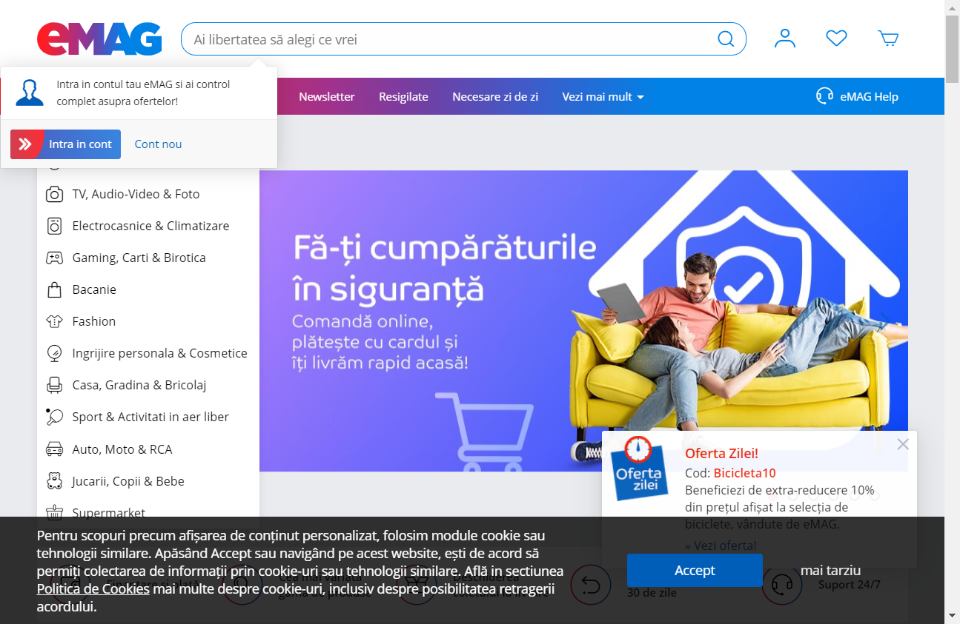 eMAG
Ai libertatea să alegi ce vrei
Intra in contul tau eMAG si ai control
complet asupra ofertelor!
Intra in cont
Cont nou
Newsletter
Resigilate
Necesare zi de zi
Vezi mai mult
eMAG Help
TV, Audio-Video & Foto
Electrocasnice & Climatizare
Gaming, Carti & Birotica
Bacanie
Fashion
Ingrijire personala & Cosmetice
Casa, Gradina & Bricolaj
Sport & Activitati in aer liber
Auto, Moto & RCA
Jucarii, Copii & Bebe
Supermarket
Fă-ți cumpărăturile
în siguranță
Comandă online,
plătește cu cardul și
îți livrăm rapid acasă!
Oferta
zilei
Oferta Zilei!
Cod: Bicicleta10
Beneficiezi de extra-reducere 10%
din prețul afișat la selecția de
biciclete, vândute de eMAG.
» Vezi oferta!
Pentru scopuri precum afișarea de conținut personalizat, folosim module cookie sau
tehnologii similare. Apăsând Accept sau navigând pe acest website, ești de acord să
permiți colectarea de informații prin cookie-uri sau tehnologii similare. Află in sectiunea
Politica de Cookies mai multe despre cookie-uri, inclusiv despre posibilitatea retragerii
acordului.
Accept
mai tarziu
30 de zile
Suport 24/7